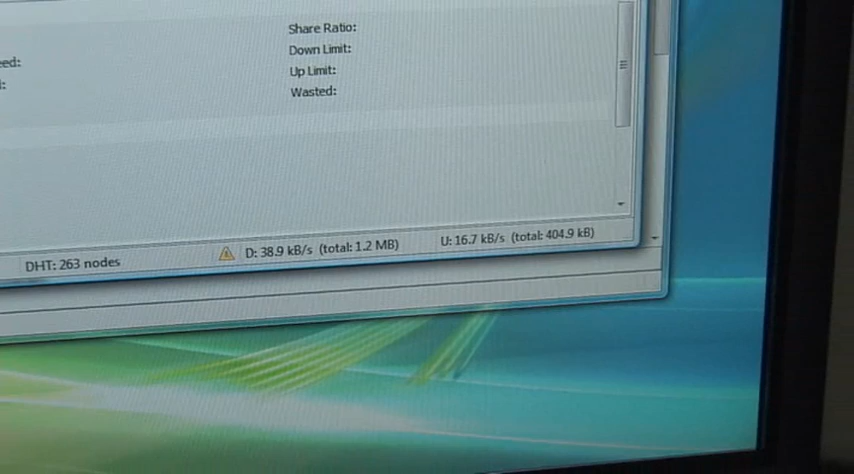 Share Ratio:
eed:
Down Limit:
Up Limit:
Wasted:
DHT: 263 nodes
D: 38.9 kB/s (total: 1.2 MB)
U: 16.7 kB/s (total: 404.9 kB)